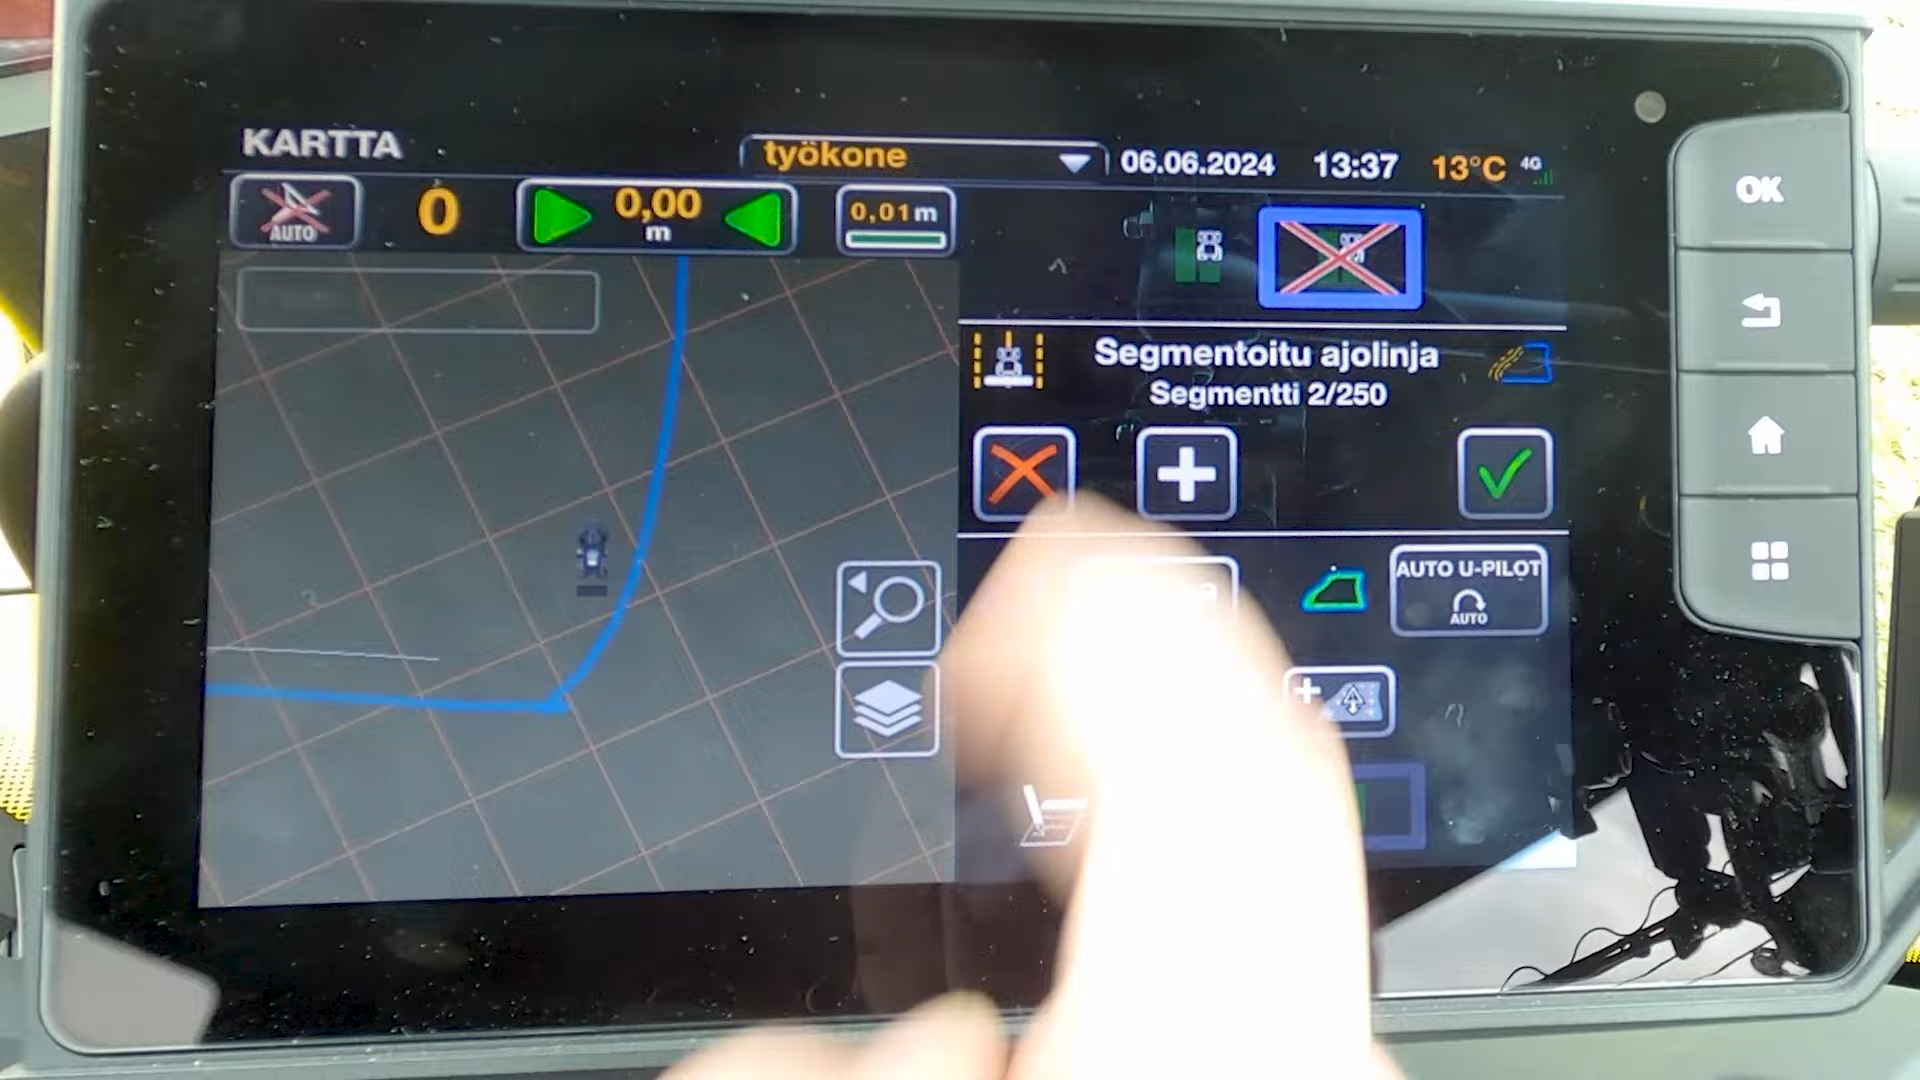 KARTTA
työkone
06.06.2024 13:37 13°C 4G
AUTO
0
0,00
m
0,01 m
Segmentoitu ajolinja
Segmentti 2/250
AUTO U-PILOT
AUTO
OK